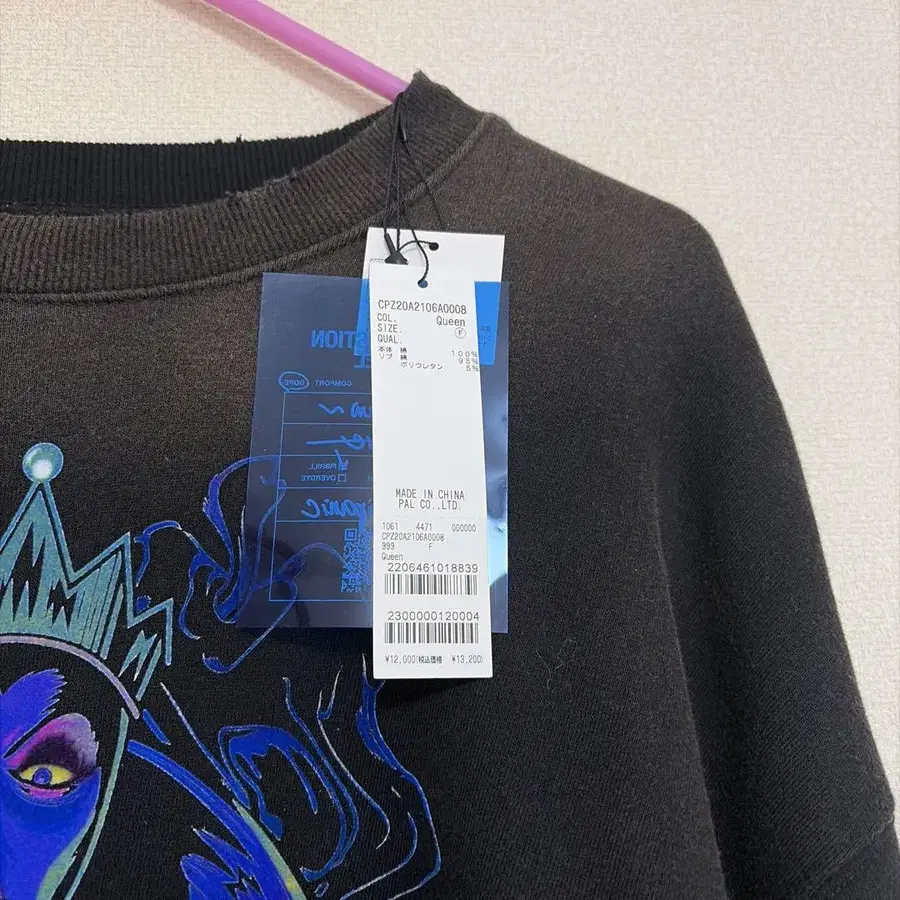 CPZ20A2106A0008
COL. Queen
SIZE. F
QUAL.
本体 綿 100%
リブ 綿 95%
ポリウレタン 5%
MADE IN CHINA
PAL CO.,LTD.
1061 4471 000000
CPZ20A2106A0008
999 F
Queen
2206461018839
2300000120004
¥12,000(税込価格 ¥13,200)
STION
DOPE COMFORT
FIBRILL
OVERDYE